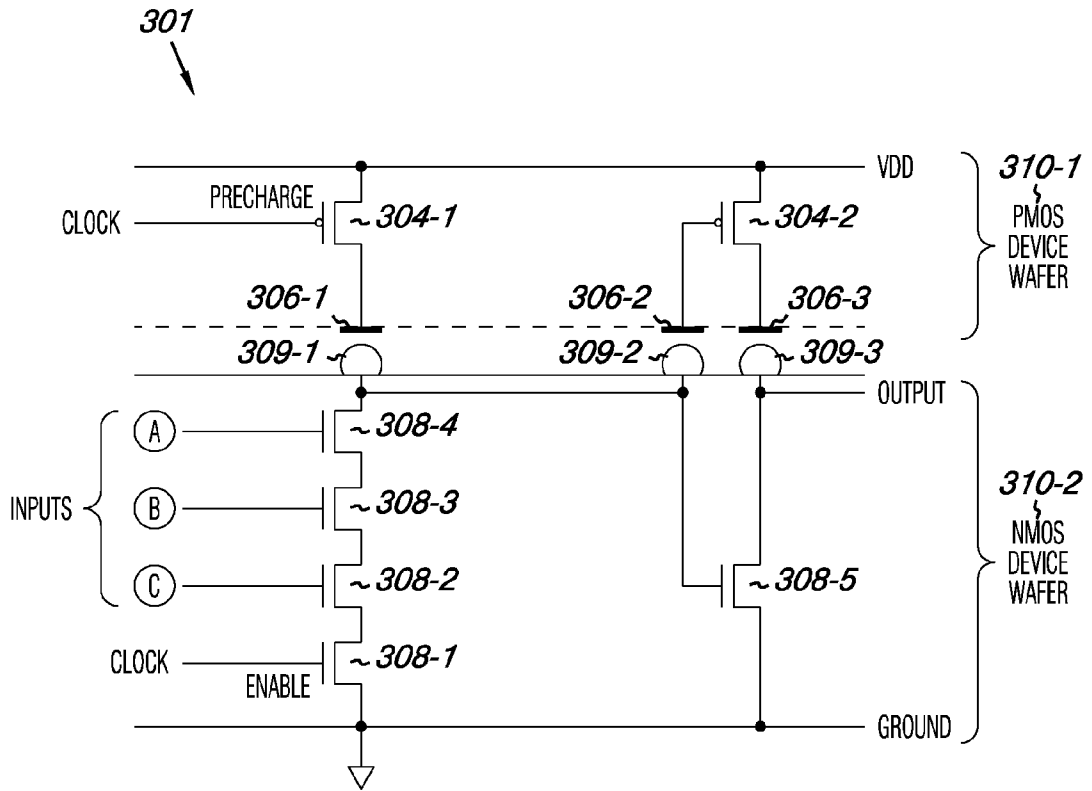 301
VDD
310-1
PRECHARGE
CLOCK
304-1
304-2
PMOS
DEVICE
WAFER
306-1
306-2
306-3
309-1
309-2
309-3
OUTPUT
A
308-4
INPUTS
B
308-3
310-2
NMOS
DEVICE
WAFER
C
308-2
308-5
CLOCK
308-1
ENABLE
GROUND